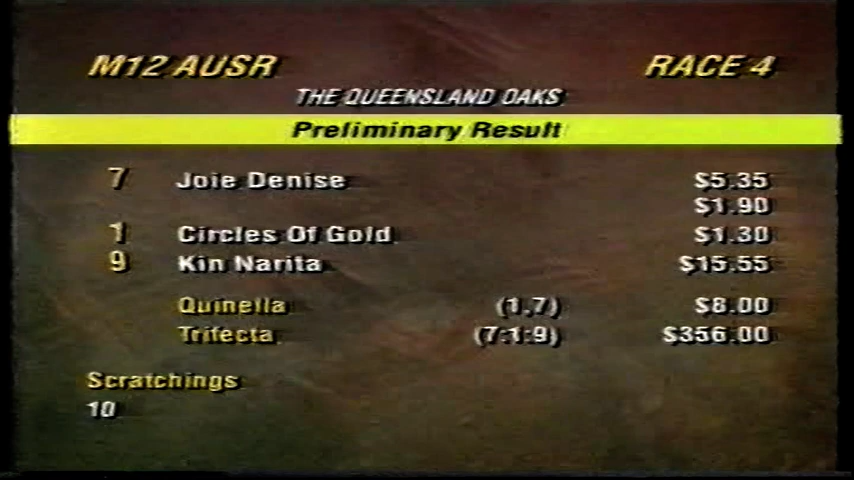 M12 AUSR RACE 4
THE QUEENSLAND OAKS
Preliminary Result
7 Joie Denise $5.35
$1.90
1 Circles Of Gold $1.30
9 Kin Narita $15.55
Quinella (1,7) $8.00
Trifecta (7:1:9) $356.00
Scratchings
10